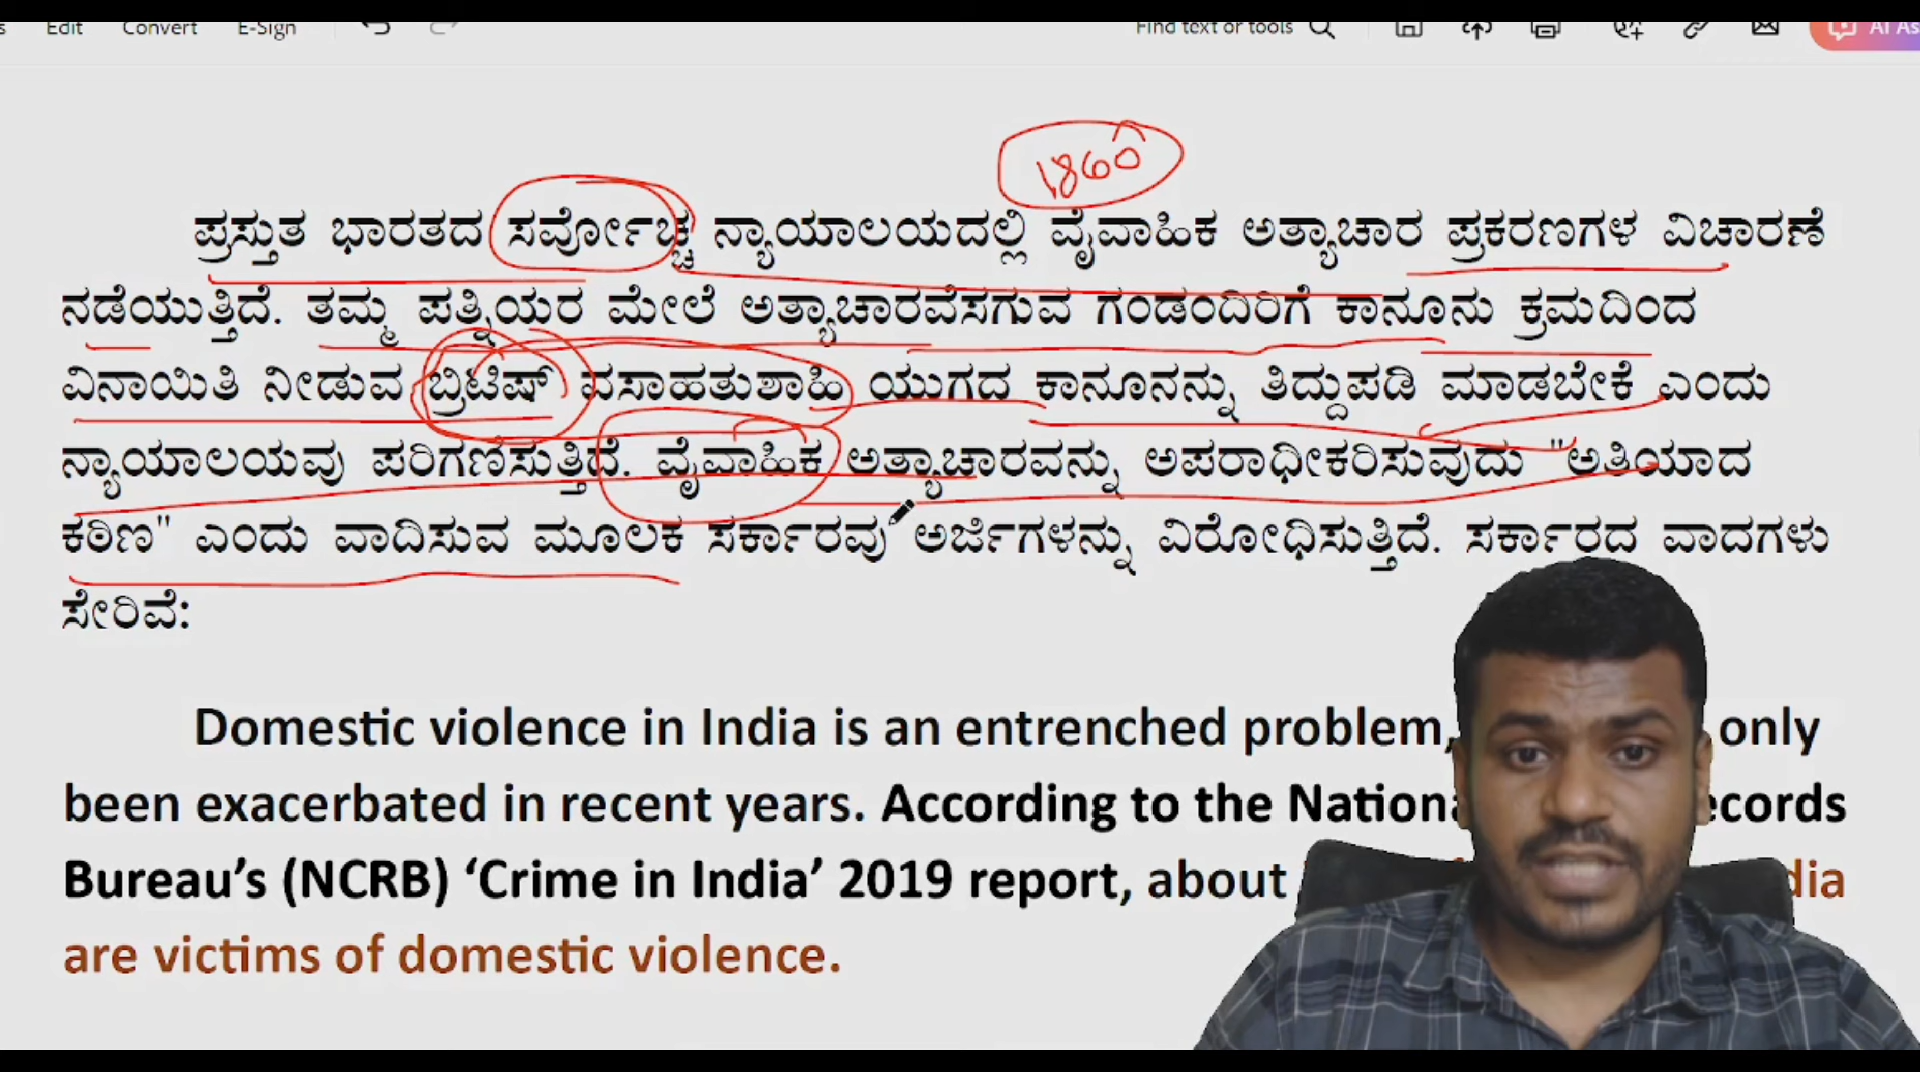 Edit Convert E-Sign Find text or tools AI As
1860
ಪ್ರಸ್ತುತ ಭಾರತದ ಸರ್ವೋಚ್ಚ ನ್ಯಾಯಾಲಯದಲ್ಲಿ ವೈವಾಹಿಕ ಅತ್ಯಾಚಾರ ಪ್ರಕರಣಗಳ ವಿಚಾರಣೆ
ನಡೆಯುತ್ತಿದೆ. ತಮ್ಮ ಪತ್ನಿಯರ ಮೇಲೆ ಅತ್ಯಾಚಾರವೆಸಗುವ ಗಂಡಂದಿರಿಗೆ ಕಾನೂನು ಕ್ರಮದಿಂದ
ವಿನಾಯಿತಿ ನೀಡುವ ಬ್ರಿಟಿಷ್ ವಸಾಹತುಶಾಹಿ ಯುಗದ ಕಾನೂನನ್ನು ತಿದ್ದುಪಡಿ ಮಾಡಬೇಕೆ ಎಂದು
ನ್ಯಾಯಾಲಯವು ಪರಿಗಣಿಸುತ್ತಿದೆ. ವೈವಾಹಿಕ ಅತ್ಯಾಚಾರವನ್ನು ಅಪರಾಧೀಕರಿಸುವುದು "ಅತಿಯಾದ
ಕಠಿಣ" ಎಂದು ವಾದಿಸುವ ಮೂಲಕ ಸರ್ಕಾರವು ಅರ್ಜಿಗಳನ್ನು ವಿರೋಧಿಸುತ್ತಿದೆ. ಸರ್ಕಾರದ ವಾದಗಳು
ಸೇರಿವೆ:
Domestic violence in India is an entrenched problem, only
been exacerbated in recent years. According to the Nationa ecords
Bureau’s (NCRB) ‘Crime in India’ 2019 report, about dia
are victims of domestic violence.